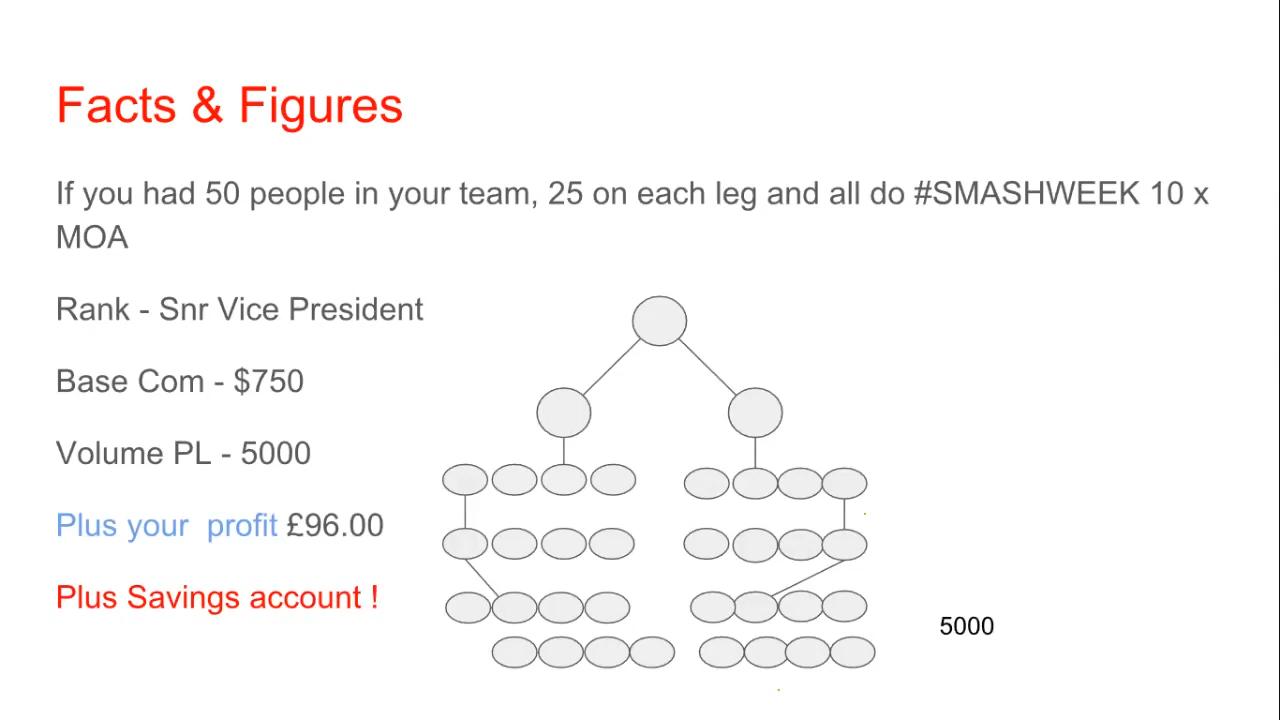 Facts & Figures
If you had 50 people in your team, 25 on each leg and all do #SMASHWEEK 10 x
MOA
Rank - Snr Vice President
Base Com - $750
Volume PL - 5000
Plus your  profit £96.00
Plus Savings account !
5000